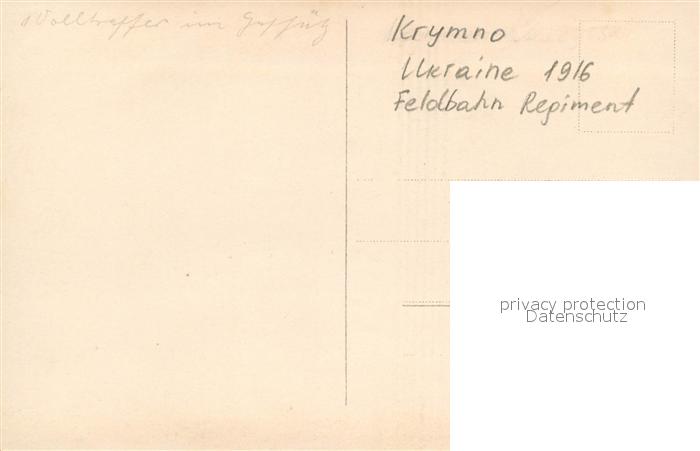 Volltreffer im Geschütz
Krymno
Ukraine 1916
Feldbahn Regiment
privacy protection
Datenschutz